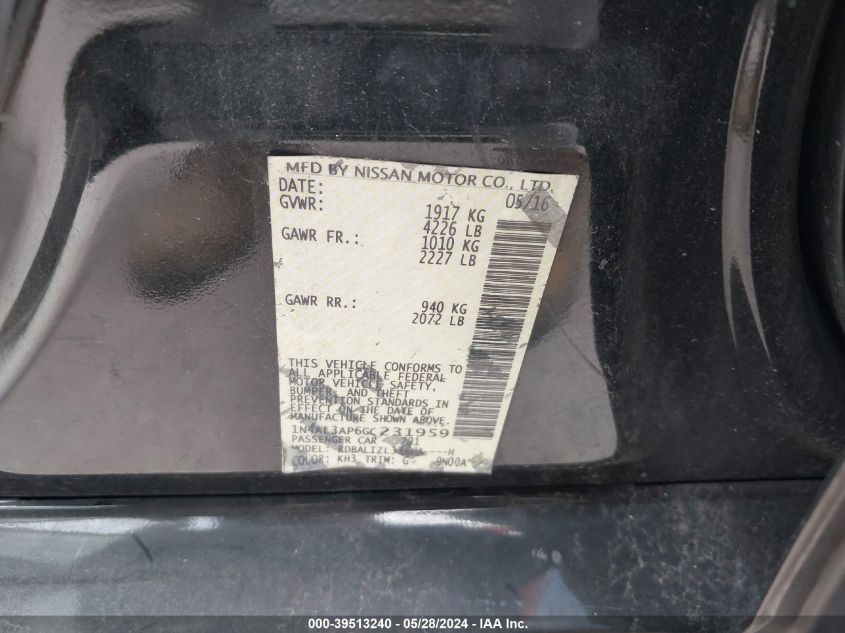 MFD BY NISSAN MOTOR CO., LTD.
DATE: 05/16
GVWR: 1917 KG
4226 LB
GAWR FR.: 1010 KG
2227 LB
GAWR RR.: 940 KG
2072 LB
THIS VEHICLE CONFORMS TO
ALL APPLICABLE FEDERAL
MOTOR VEHICLE SAFETY,
BUMPER, AND THEFT
PREVENTION STANDARDS IN
EFFECT ON THE DATE OF
MANUFACTURE SHOWN ABOVE.
1N4AL3AP6GC231959
PASSENGER CAR
MODEL: H
COLOR: KH3 TRIM: G 9N00A
000-39513240 - 05/28/2024 - IAA Inc.